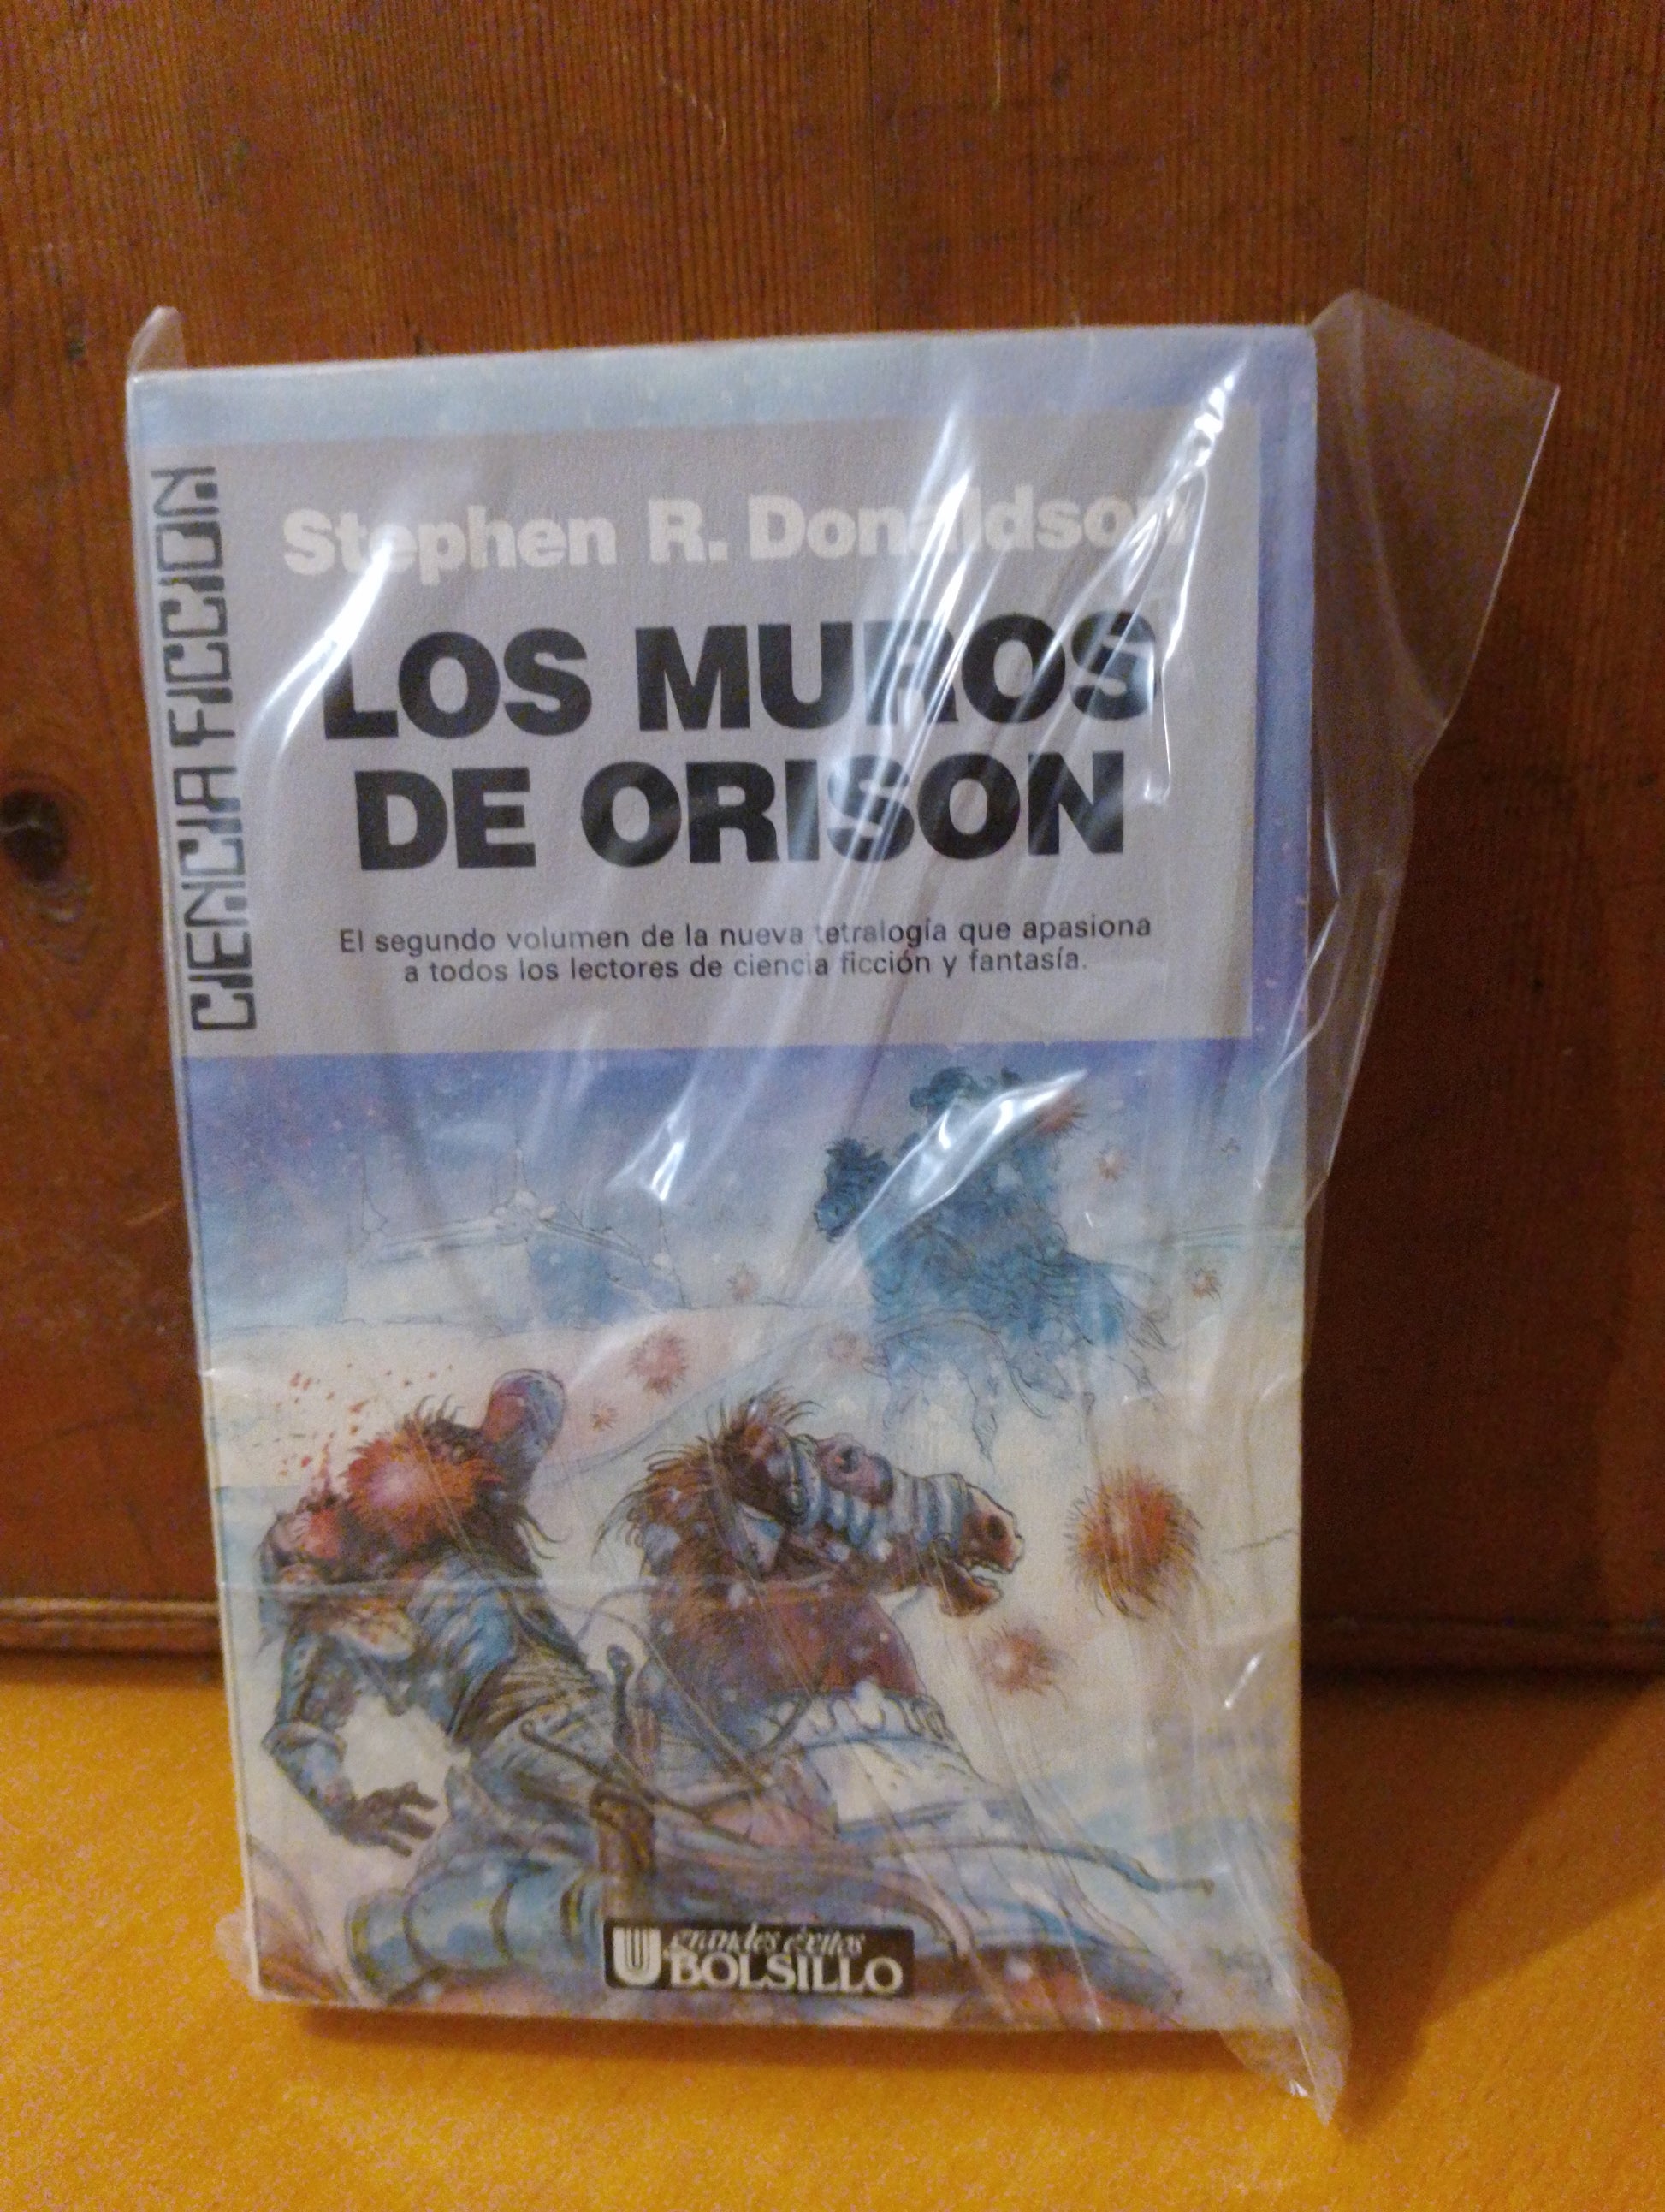 CIENCIA FICCION
Stephen R. Donaldson
LOS MUROS
DE ORISON
El segundo volumen de la nueva tetralogía que apasiona
a todos los lectores de ciencia ficción y fantasía.
grandes éxitos
BOLSILLO